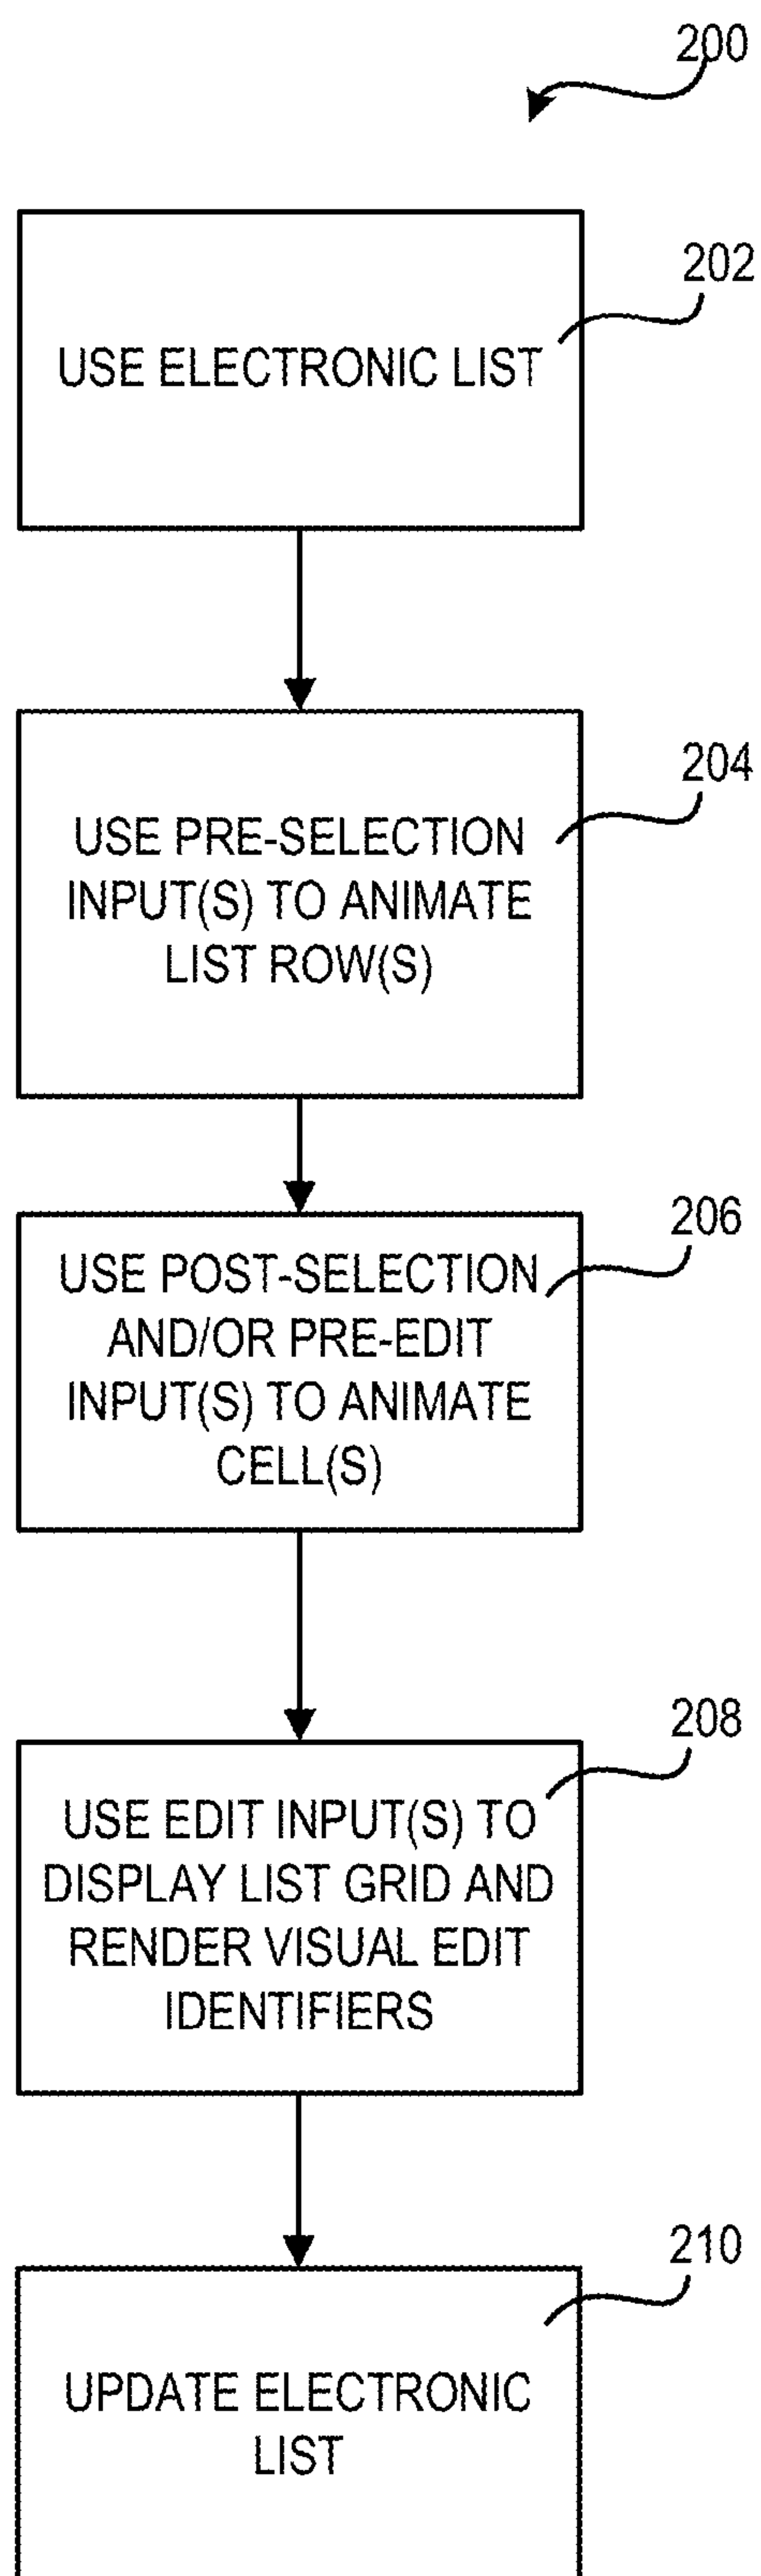 200
202
USE ELECTRONIC LIST
204
USE PRE-SELECTION
INPUT(S) TO ANIMATE
LIST ROW(S)
206
USE POST-SELECTION
AND/OR PRE-EDIT
INPUT(S) TO ANIMATE
CELL(S)
208
USE EDIT INPUT(S) TO
DISPLAY LIST GRID AND
RENDER VISUAL EDIT
IDENTIFIERS
210
UPDATE ELECTRONIC
LIST